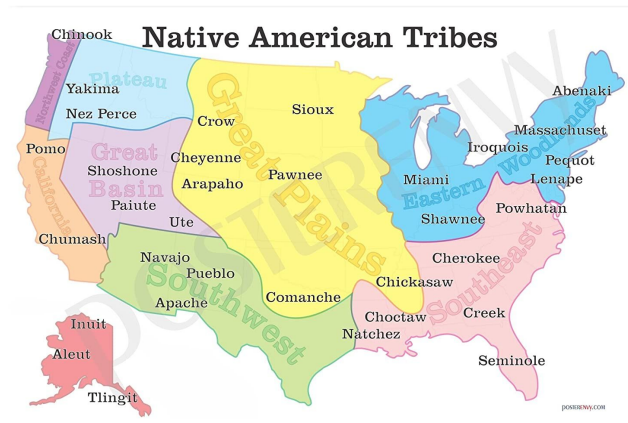 Native American Tribes
Chinook
Northwest Coast
Plateau
Yakima
Nez Perce
Pomo
California
Chumash
Great
Basin
Shoshone
Paiute
Ute
Great Plains
Crow
Sioux
Cheyenne
Arapaho
Pawnee
Comanche
Eastern Woodlands
Abenaki
Massachuset
Iroquois
Pequot
Lenape
Miami
Shawnee
Powhatan
Southeast
Cherokee
Chickasaw
Choctaw
Creek
Natchez
Seminole
Southwest
Navajo
Pueblo
Apache
Inuit
Aleut
Tlingit
POSTERENVY
POSTERENVY.COM